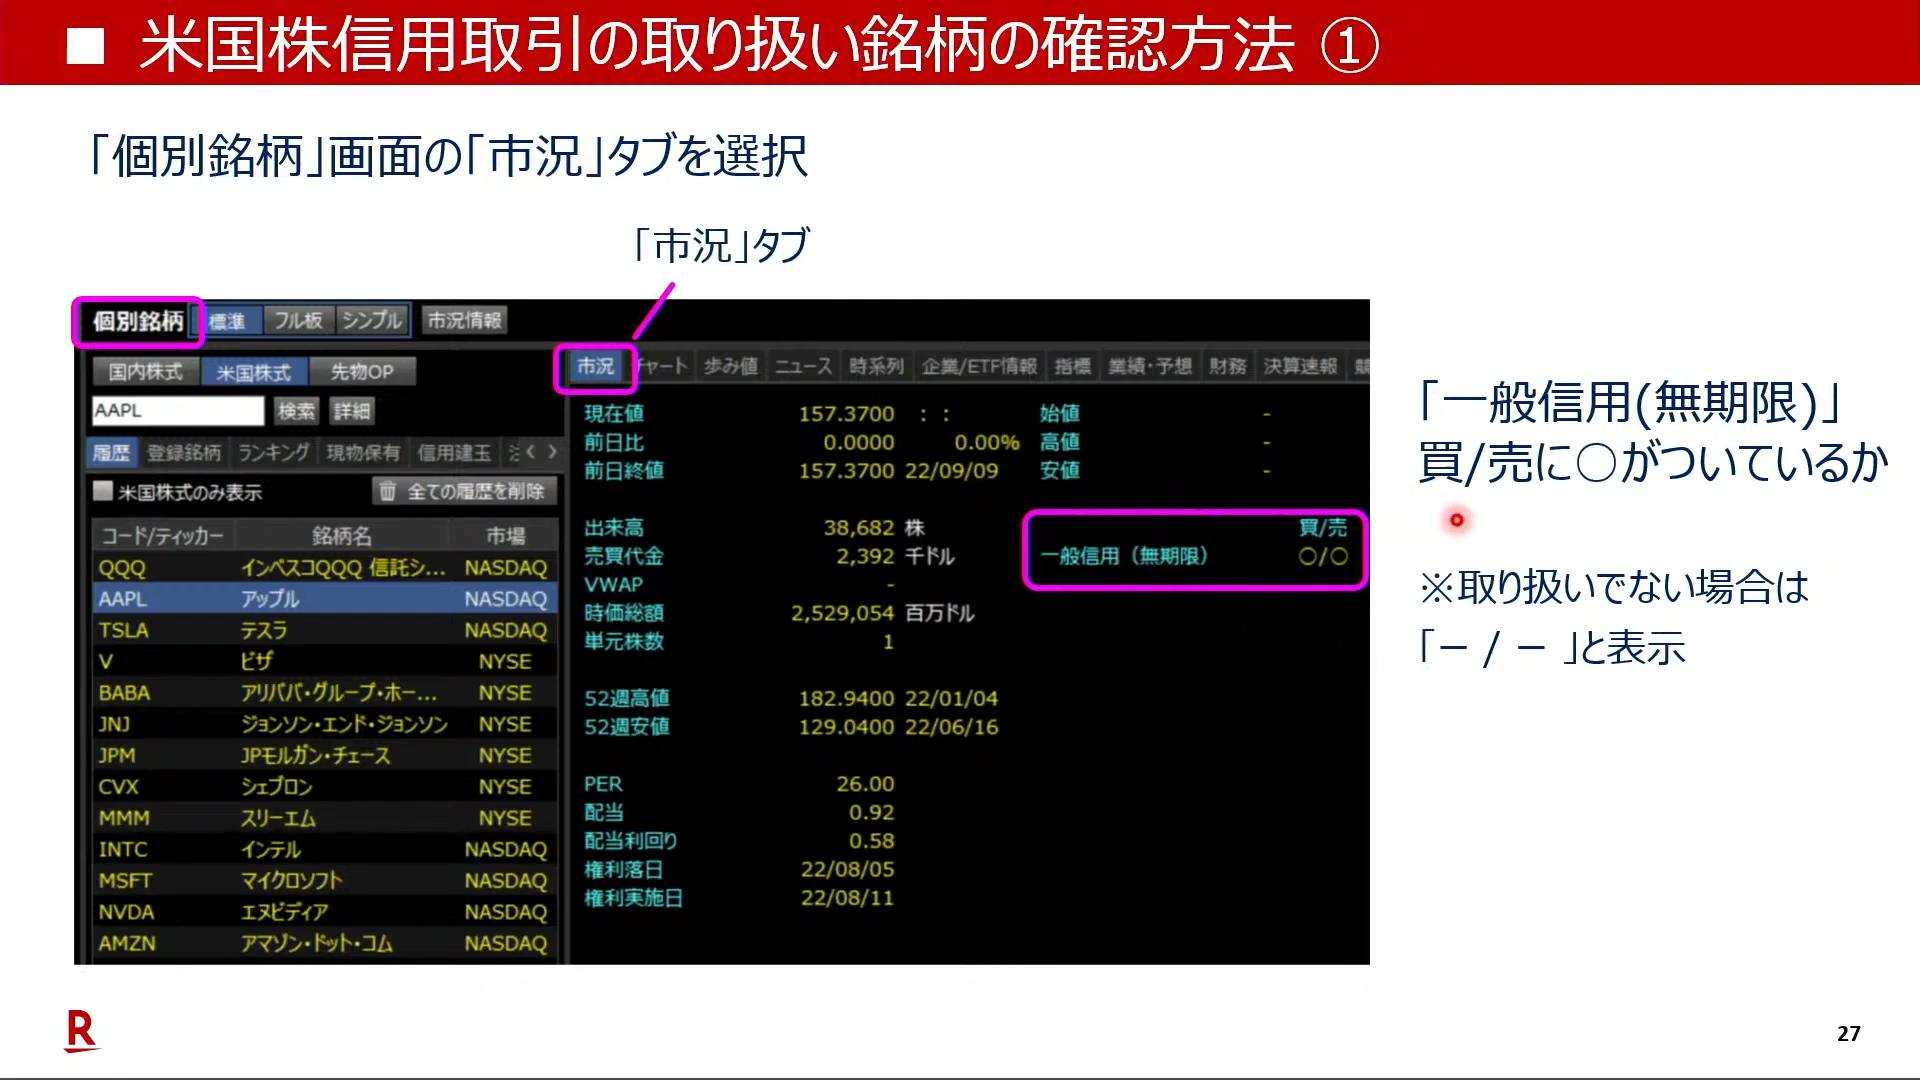 ■ 米国株信用取引の取り扱い銘柄の確認方法 ①
「個別銘柄」画面の「市況」タブを選択
「市況」タブ
個別銘柄 標準 フル板 シンプル 市況情報
国内株式 米国株式 先物OP
AAPL 検索 詳細
履歴 登録銘柄 ランキング 現物保有 信用建玉
米国株式のみ表示 全ての履歴を削除
コード/ティッカー 銘柄名 市場
QQQ インベスコQQQ 信託シ... NASDAQ
AAPL アップル NASDAQ
TSLA テスラ NASDAQ
V ビザ NYSE
BABA アリババ・グループ・ホー... NYSE
JNJ ジョンソン・エンド・ジョンソン NYSE
JPM JPモルガン・チェース NYSE
CVX シェブロン NYSE
MMM スリーエム NYSE
INTC インテル NASDAQ
MSFT マイクロソフト NASDAQ
NVDA エヌビディア NASDAQ
AMZN アマゾン・ドット・コム NASDAQ
市況 チャート 歩み値 ニュース 時系列 企業/ETF情報 指標 業績・予想 財務 決算速報
現在値 157.3700 : : 始値 -
前日比 0.0000 0.00% 高値 -
前日終値 157.3700 22/09/09 安値 -
出来高 38,682 株 買/売
売買代金 2,392 千ドル 一般信用（無期限） ○/○
VWAP -
時価総額 2,529,054 百万ドル
単元株数 1
52週高値 182.9400 22/01/04
52週安値 129.0400 22/06/16
PER 26.00
配当 0.92
配当利回り 0.58
権利落日 22/08/05
権利実施日 22/08/11
「一般信用(無期限)」
買/売に○がついているか
※取り扱いでない場合は
「－ / － 」と表示
R
27